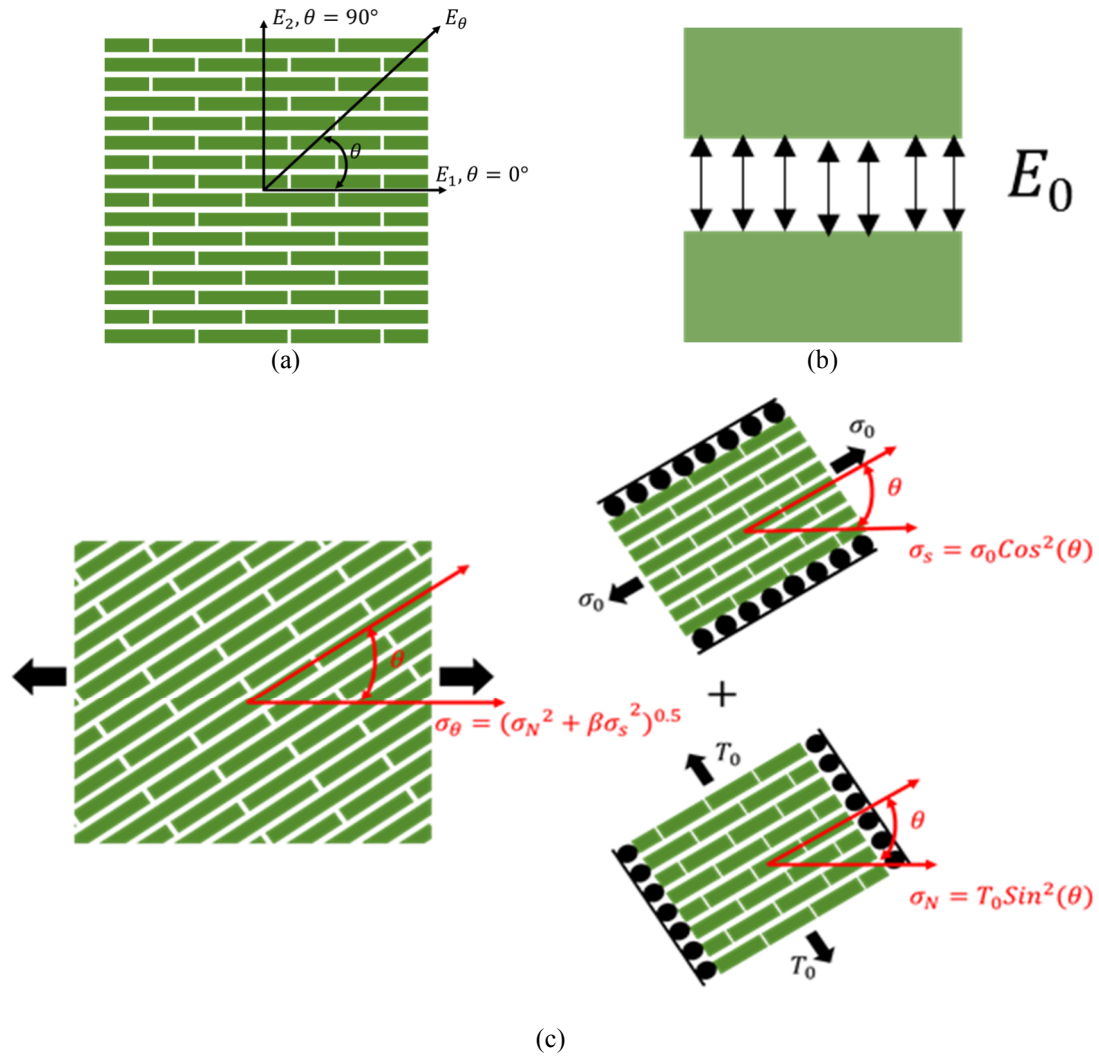 E₂, θ = 90°
E_θ
θ
E₁, θ = 0°
(a)
E₀
(b)
σ₀
θ
σ_s = σ₀Cos²(θ)
σ₀
θ
σ_θ = (σ_N² + βσ_s²)^0.5
+
T₀
θ
σ_N = T₀Sin²(θ)
T₀
(c)